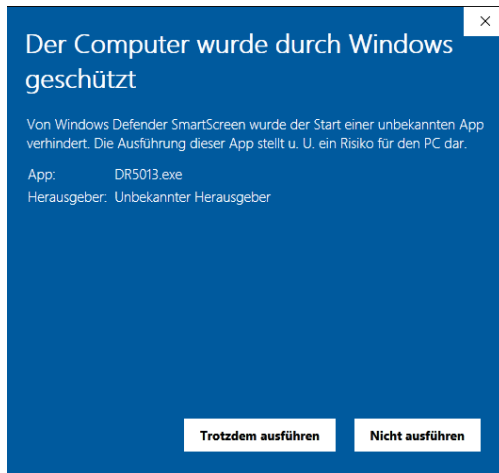 Der Computer wurde durch Windows
geschützt
Von Windows Defender SmartScreen wurde der Start einer unbekannten App
verhindert. Die Ausführung dieser App stellt u. U. ein Risiko für den PC dar.
App: DR5013.exe
Herausgeber: Unbekannter Herausgeber
Trotzdem ausführen Nicht ausführen